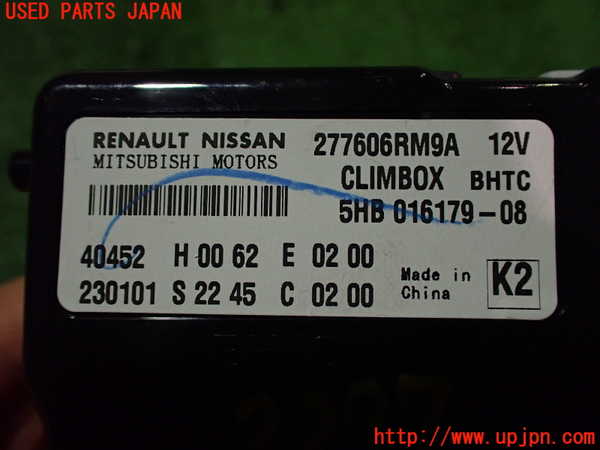 USED PARTS JAPAN
RENAULT NISSAN 277606RM9A 12V
MITSUBISHI MOTORS CLIMBOX BHTC
5HB 016179-08
40452 H 00 62 E 02 00
230101 S 22 45 C 02 00
Made in
China
K2
http://www.upjpn.com/